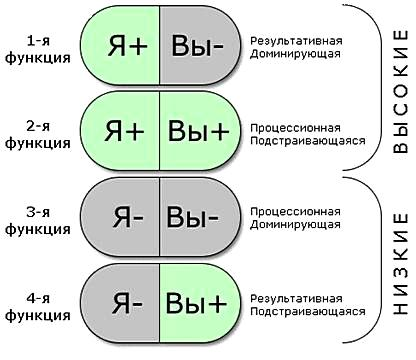 1-я
функция
Я+ Вы-
Результативная
Доминирующая
2-я
функция
Я+ Вы+
Процессионная
Подстраивающаяся
ВЫСОКИЕ
3-я
функция
Я- Вы-
Процессионная
Доминирующая
4-я
функция
Я- Вы+
Результативная
Подстраивающаяся
НИЗКИЕ